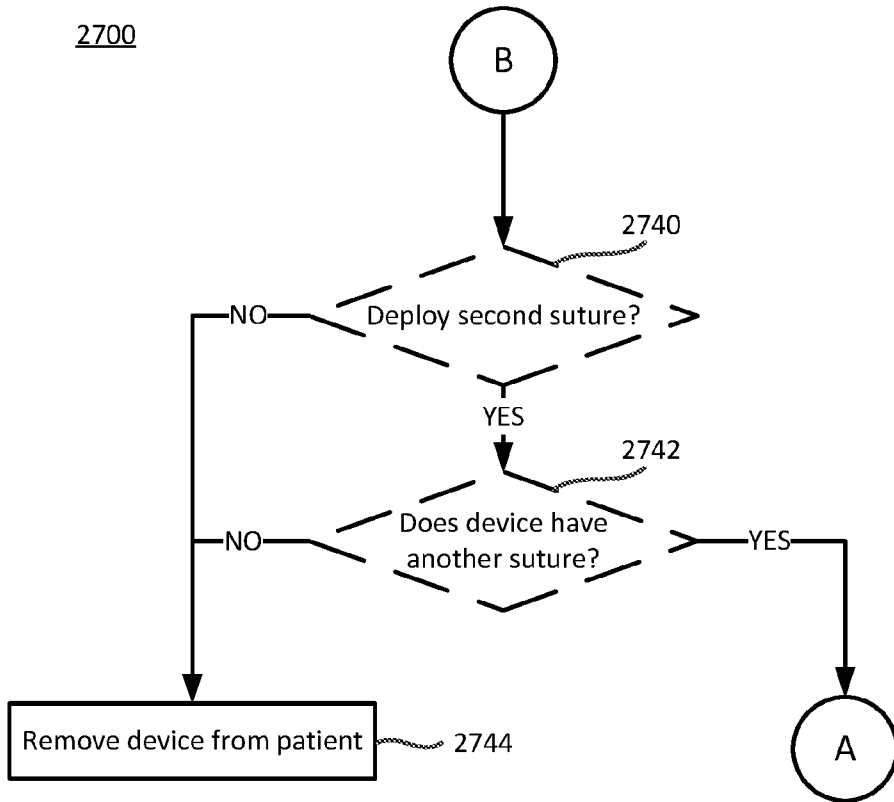 2700
B
2740
Deploy second suture?
NO
YES
2742
Does device have
another suture?
NO
YES
Remove device from patient
2744
A